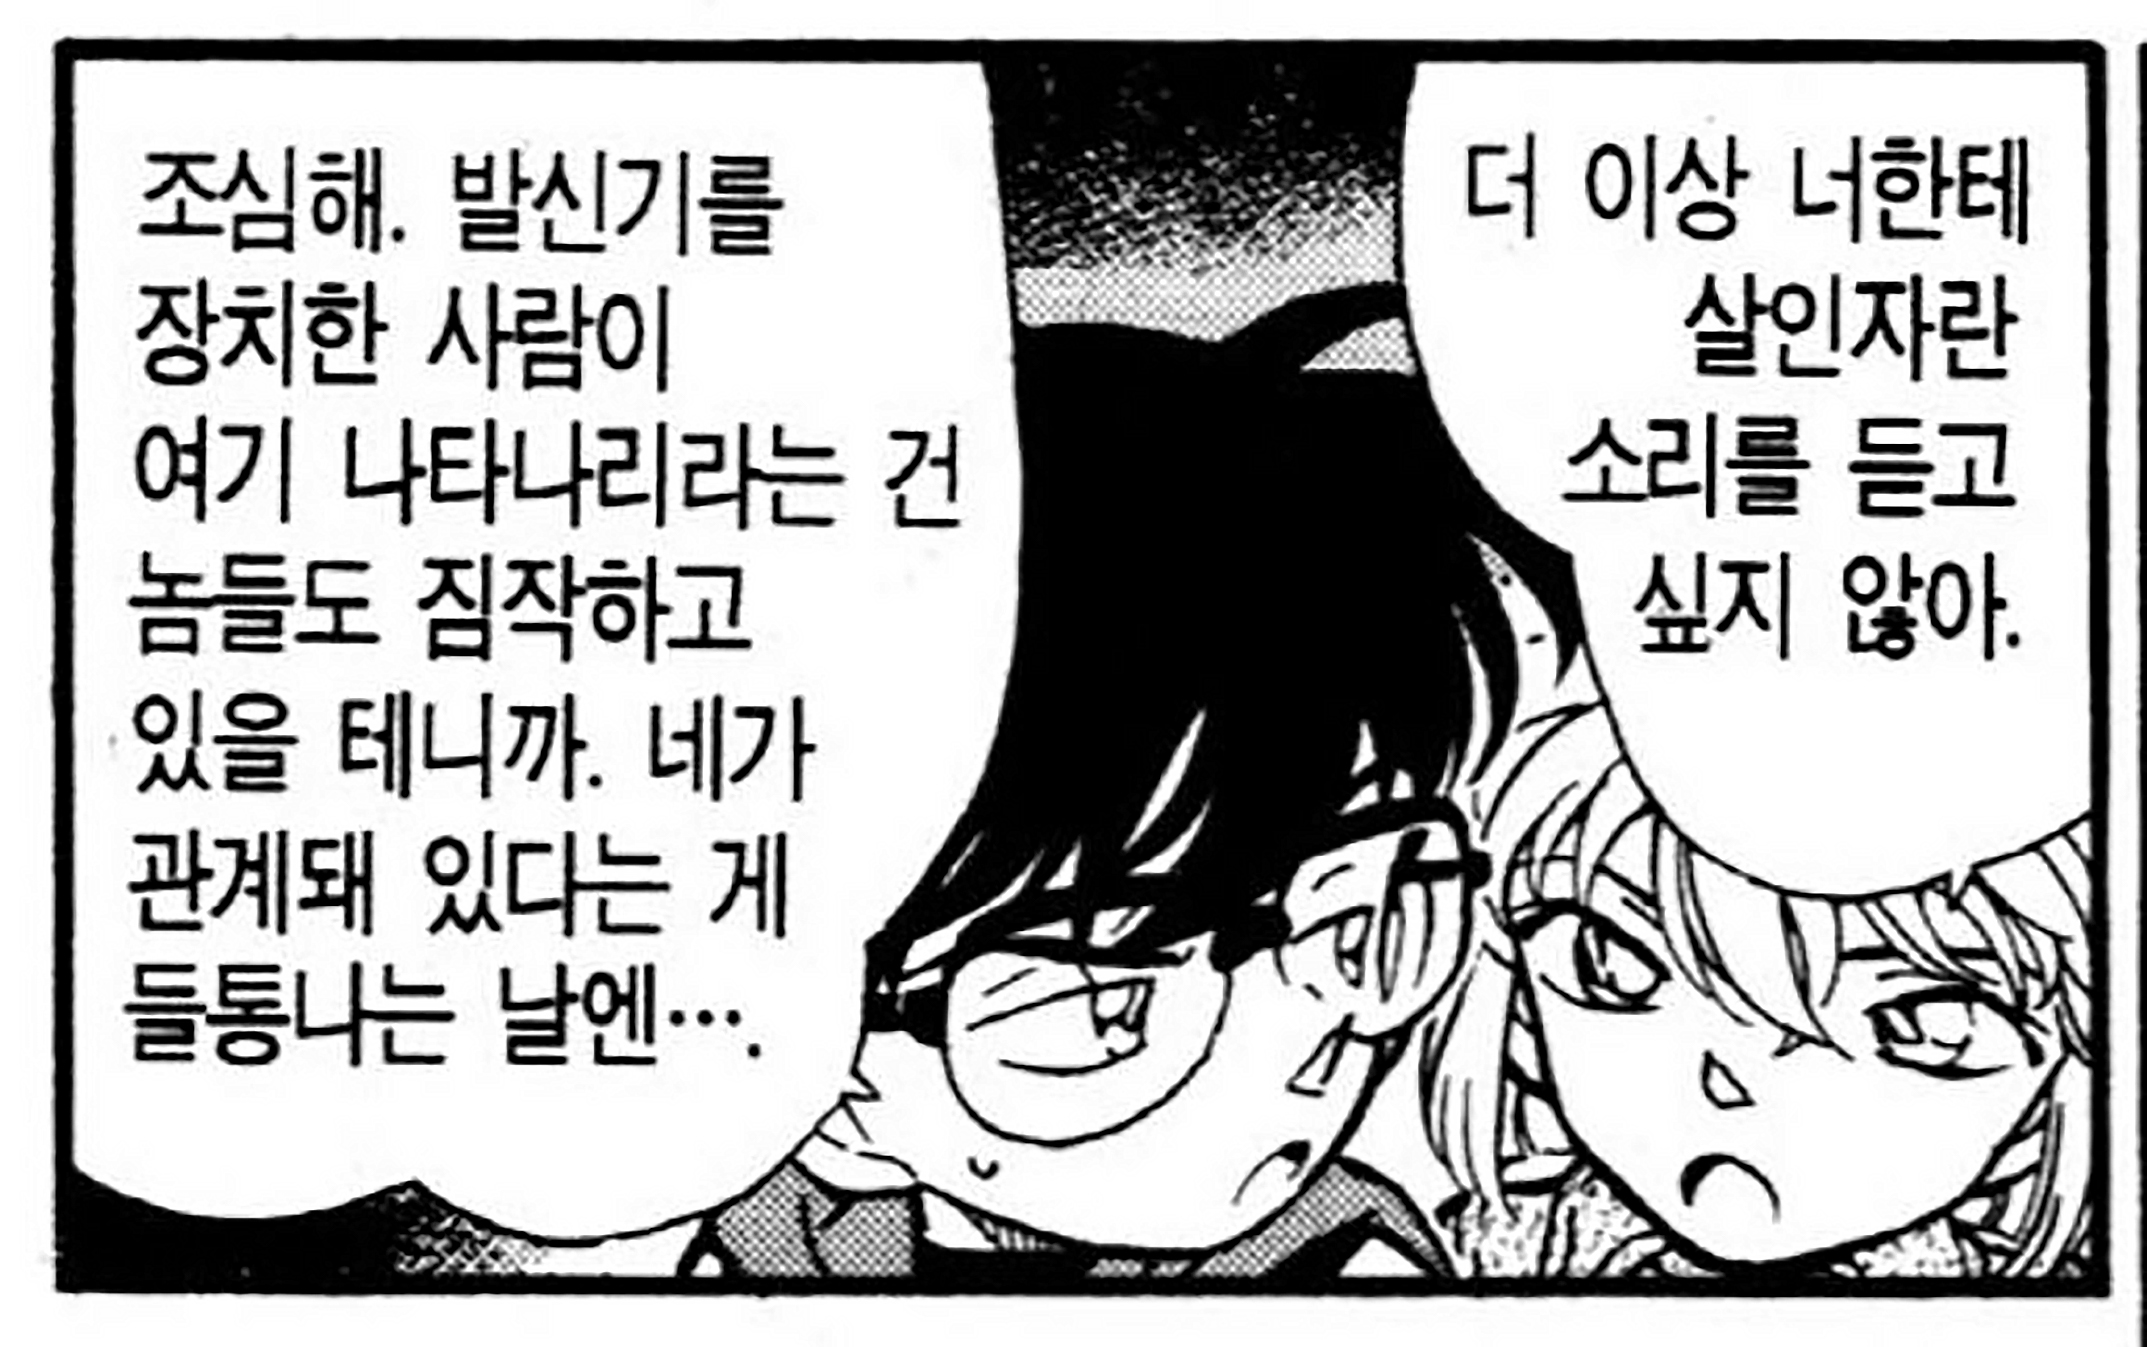 더 이상 너한테
살인자란
소리를 듣고
싶지 않아.
조심해. 발신기를
장치한 사람이
여기 나타나리라는 건
놈들도 짐작하고
있을 테니까. 네가
관계돼 있다는 게
들통나는 날엔….